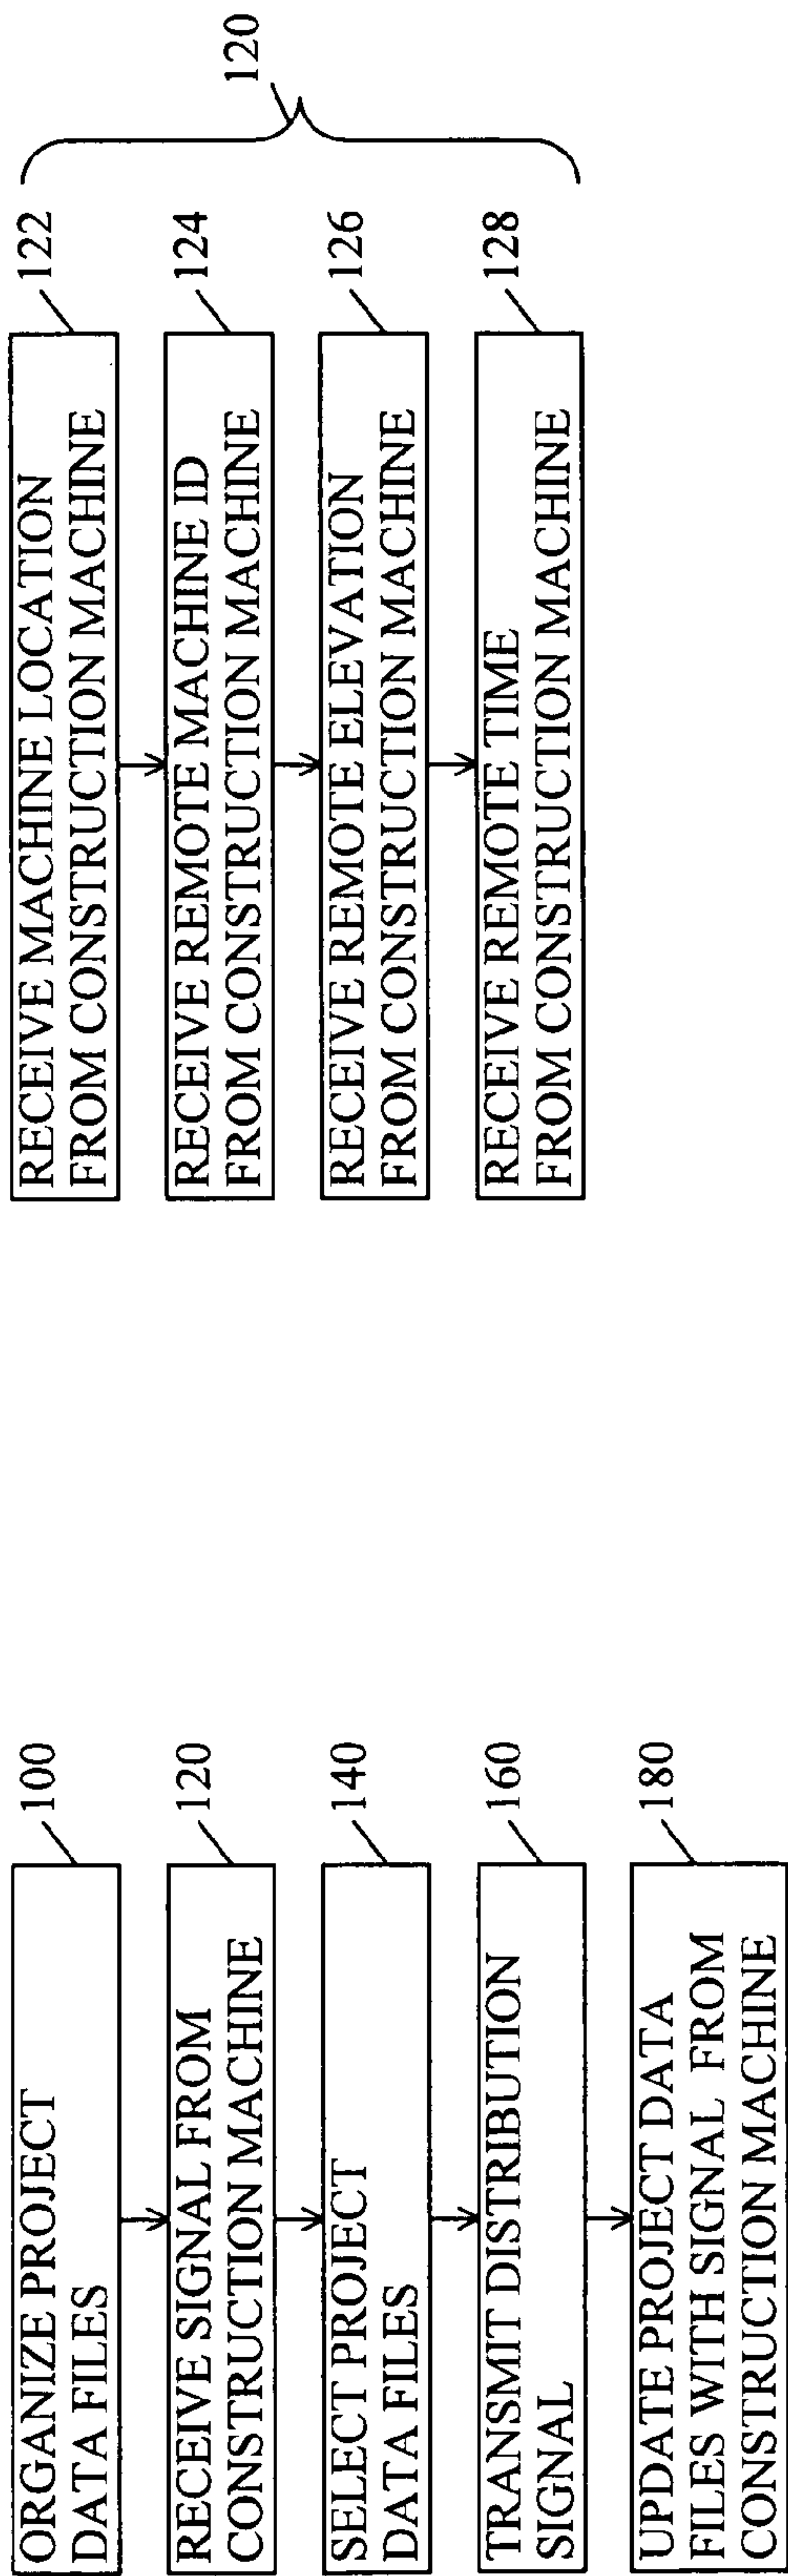 ORGANIZE PROJECT
DATA FILES
100
RECEIVE SIGNAL FROM
CONSTRUCTION MACHINE
120
SELECT PROJECT
DATA FILES
140
TRANSMIT DISTRIBUTION
SIGNAL
160
UPDATE PROJECT DATA
FILES WITH SIGNAL FROM
CONSTRUCTION MACHINE
180
RECEIVE MACHINE LOCATION
FROM CONSTRUCTION MACHINE
122
RECEIVE REMOTE MACHINE ID
FROM CONSTRUCTION MACHINE
124
RECEIVE REMOTE ELEVATION
FROM CONSTRUCTION MACHINE
126
RECEIVE REMOTE TIME
FROM CONSTRUCTION MACHINE
128
120